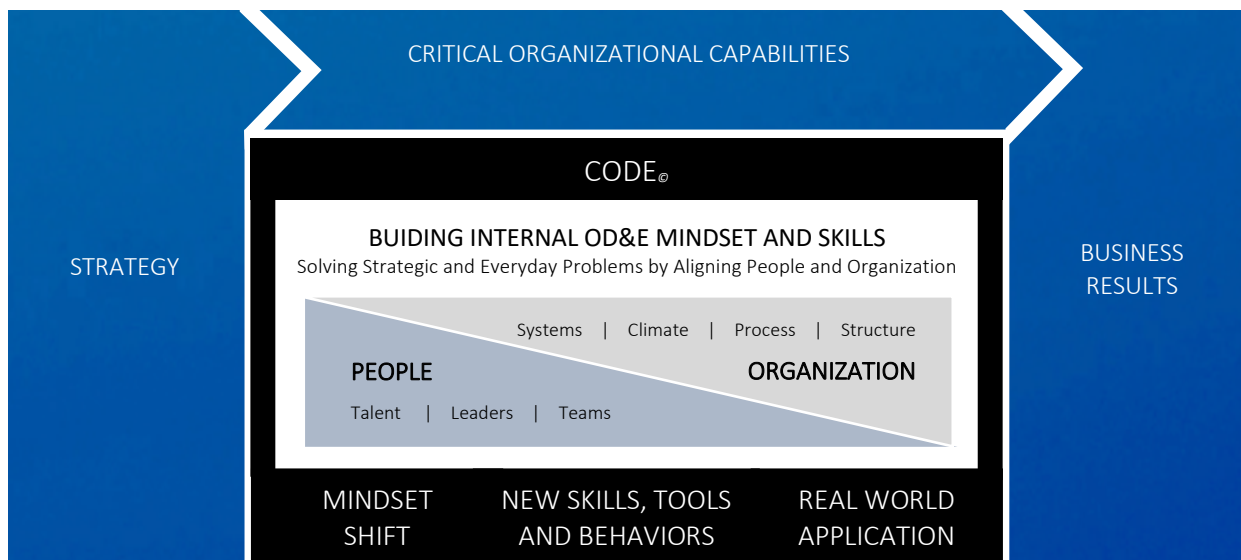 CRITICAL ORGANIZATIONAL CAPABILITIES
CODE©
BUIDING INTERNAL OD&E MINDSET AND SKILLS
Solving Strategic and Everyday Problems by Aligning People and Organization
STRATEGY
BUSINESS
RESULTS
Systems | Climate | Process | Structure
PEOPLE
ORGANIZATION
Talent | Leaders | Teams
MINDSET
SHIFT
NEW SKILLS, TOOLS
AND BEHAVIORS
REAL WORLD
APPLICATION